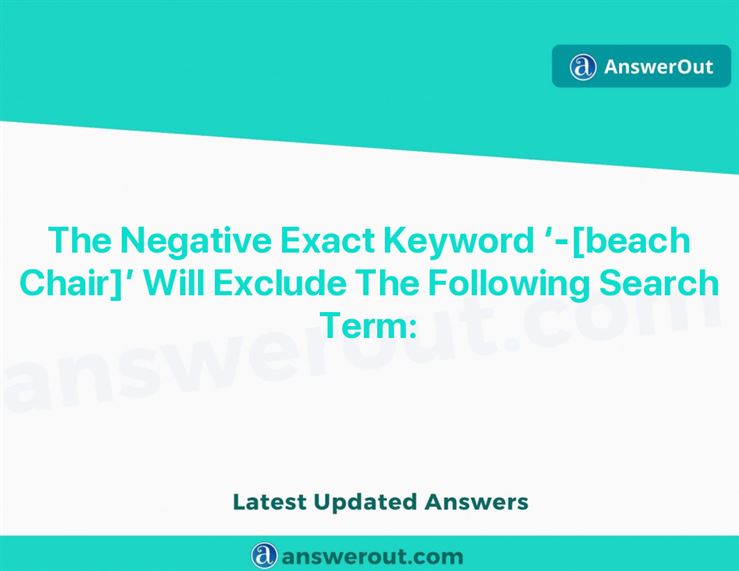 AnswerOut
The Negative Exact Keyword ‘-[beach
Chair]’ Will Exclude The Following Search
Term:
answerout.com
Latest Updated Answers
answerout.com